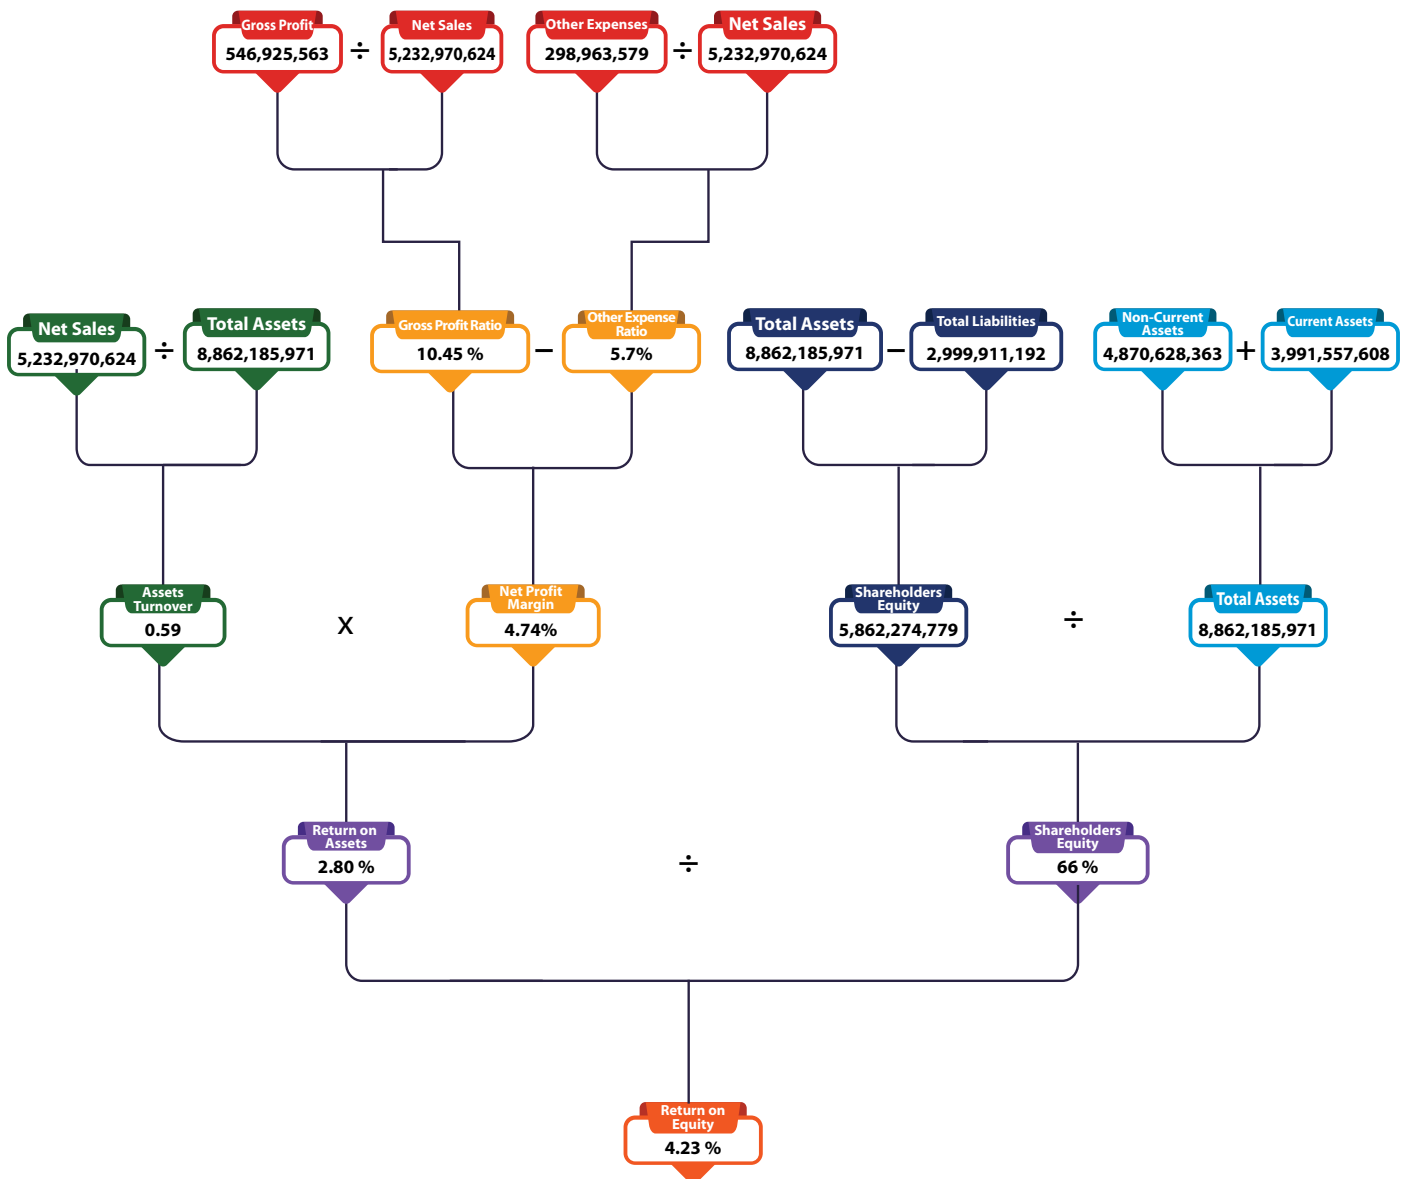 Gross Profit
546,925,563
÷
Net Sales
5,232,970,624
Other Expenses
298,963,579
÷
Net Sales
5,232,970,624
Net Sales
5,232,970,624
÷
Total Assets
8,862,185,971
Gross Profit Ratio
10.45 %
–
Other Expense
Ratio
5.7%
Total Assets
8,862,185,971
–
Total Liabilities
2,999,911,192
Non-Current
Assets
4,870,628,363
+
Current Assets
3,991,557,608
Assets
Turnover
0.59
x
Net Profit
Margin
4.74%
Shareholders
Equity
5,862,274,779
÷
Total Assets
8,862,185,971
Return on
Assets
2.80 %
÷
Shareholders
Equity
66 %
Return on
Equity
4.23 %